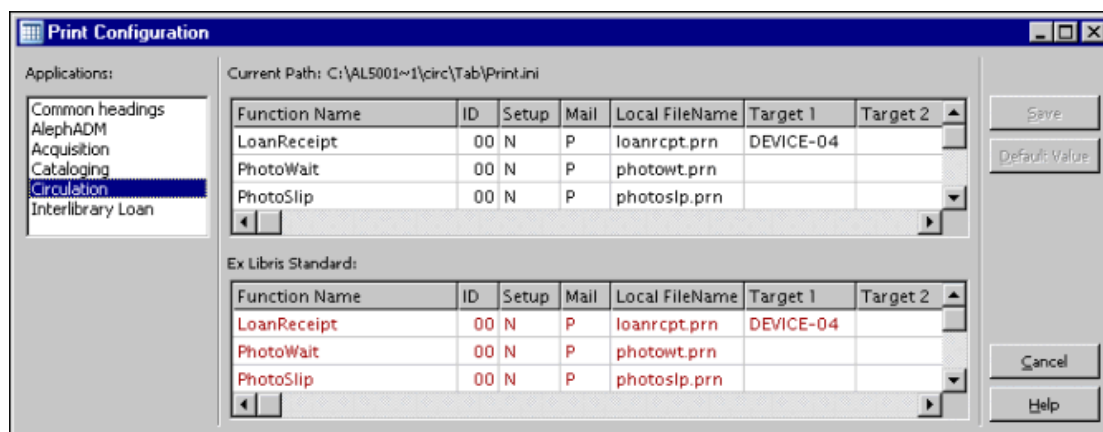 Print Configuration
Applications:
Common headings
AlephADM
Acquisition
Cataloging
Circulation
Interlibrary Loan
Current Path: C:\AL5001~1\circ\Tab\Print.ini
Function Name ID Setup Mail Local FileName Target 1 Target 2
LoanReceipt 00 N P loanrcpt.prn DEVICE-04
PhotoWait 00 N P photowt.prn
PhotoSlip 00 N P photoslp.prn
Ex Libris Standard:
Function Name ID Setup Mail Local FileName Target 1 Target 2
LoanReceipt 00 N P loanrcpt.prn DEVICE-04
PhotoWait 00 N P photowt.prn
PhotoSlip 00 N P photoslp.prn
Save
Default Value
Cancel
Help